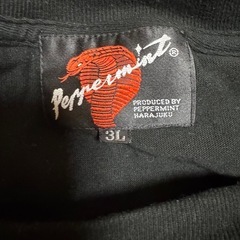 Peppermint®
PRODUCED BY
PEPPERMINT
HARAJUKU
3L